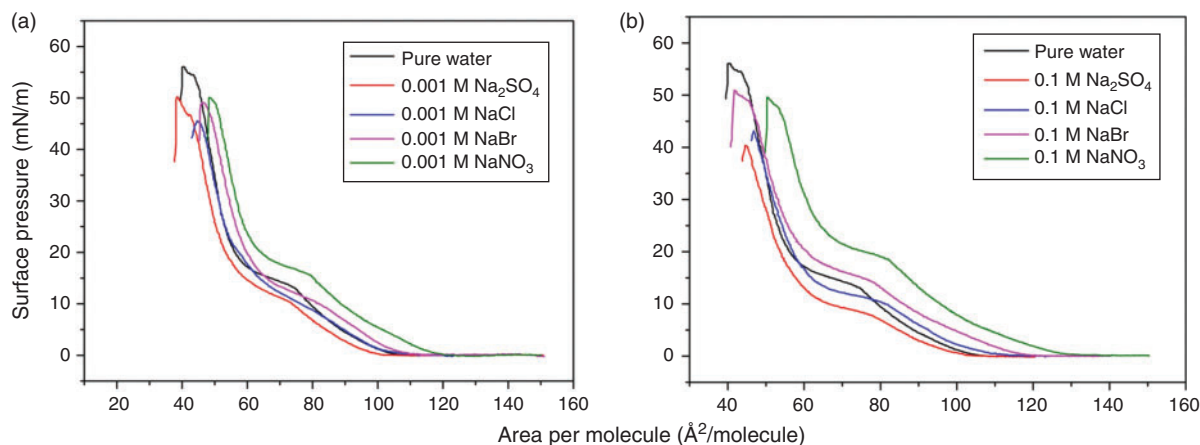 (a)
Surface pressure (mN/m)
60
50
40
30
20
10
0
Pure water
0.001 M Na₂SO₄
0.001 M NaCl
0.001 M NaBr
0.001 M NaNO₃
20 40 60 80 100 120 140 160
(b)
60
50
40
30
20
10
0
Pure water
0.1 M Na₂SO₄
0.1 M NaCl
0.1 M NaBr
0.1 M NaNO₃
40 60 80 100 120 140 160
Area per molecule (Å²/molecule)